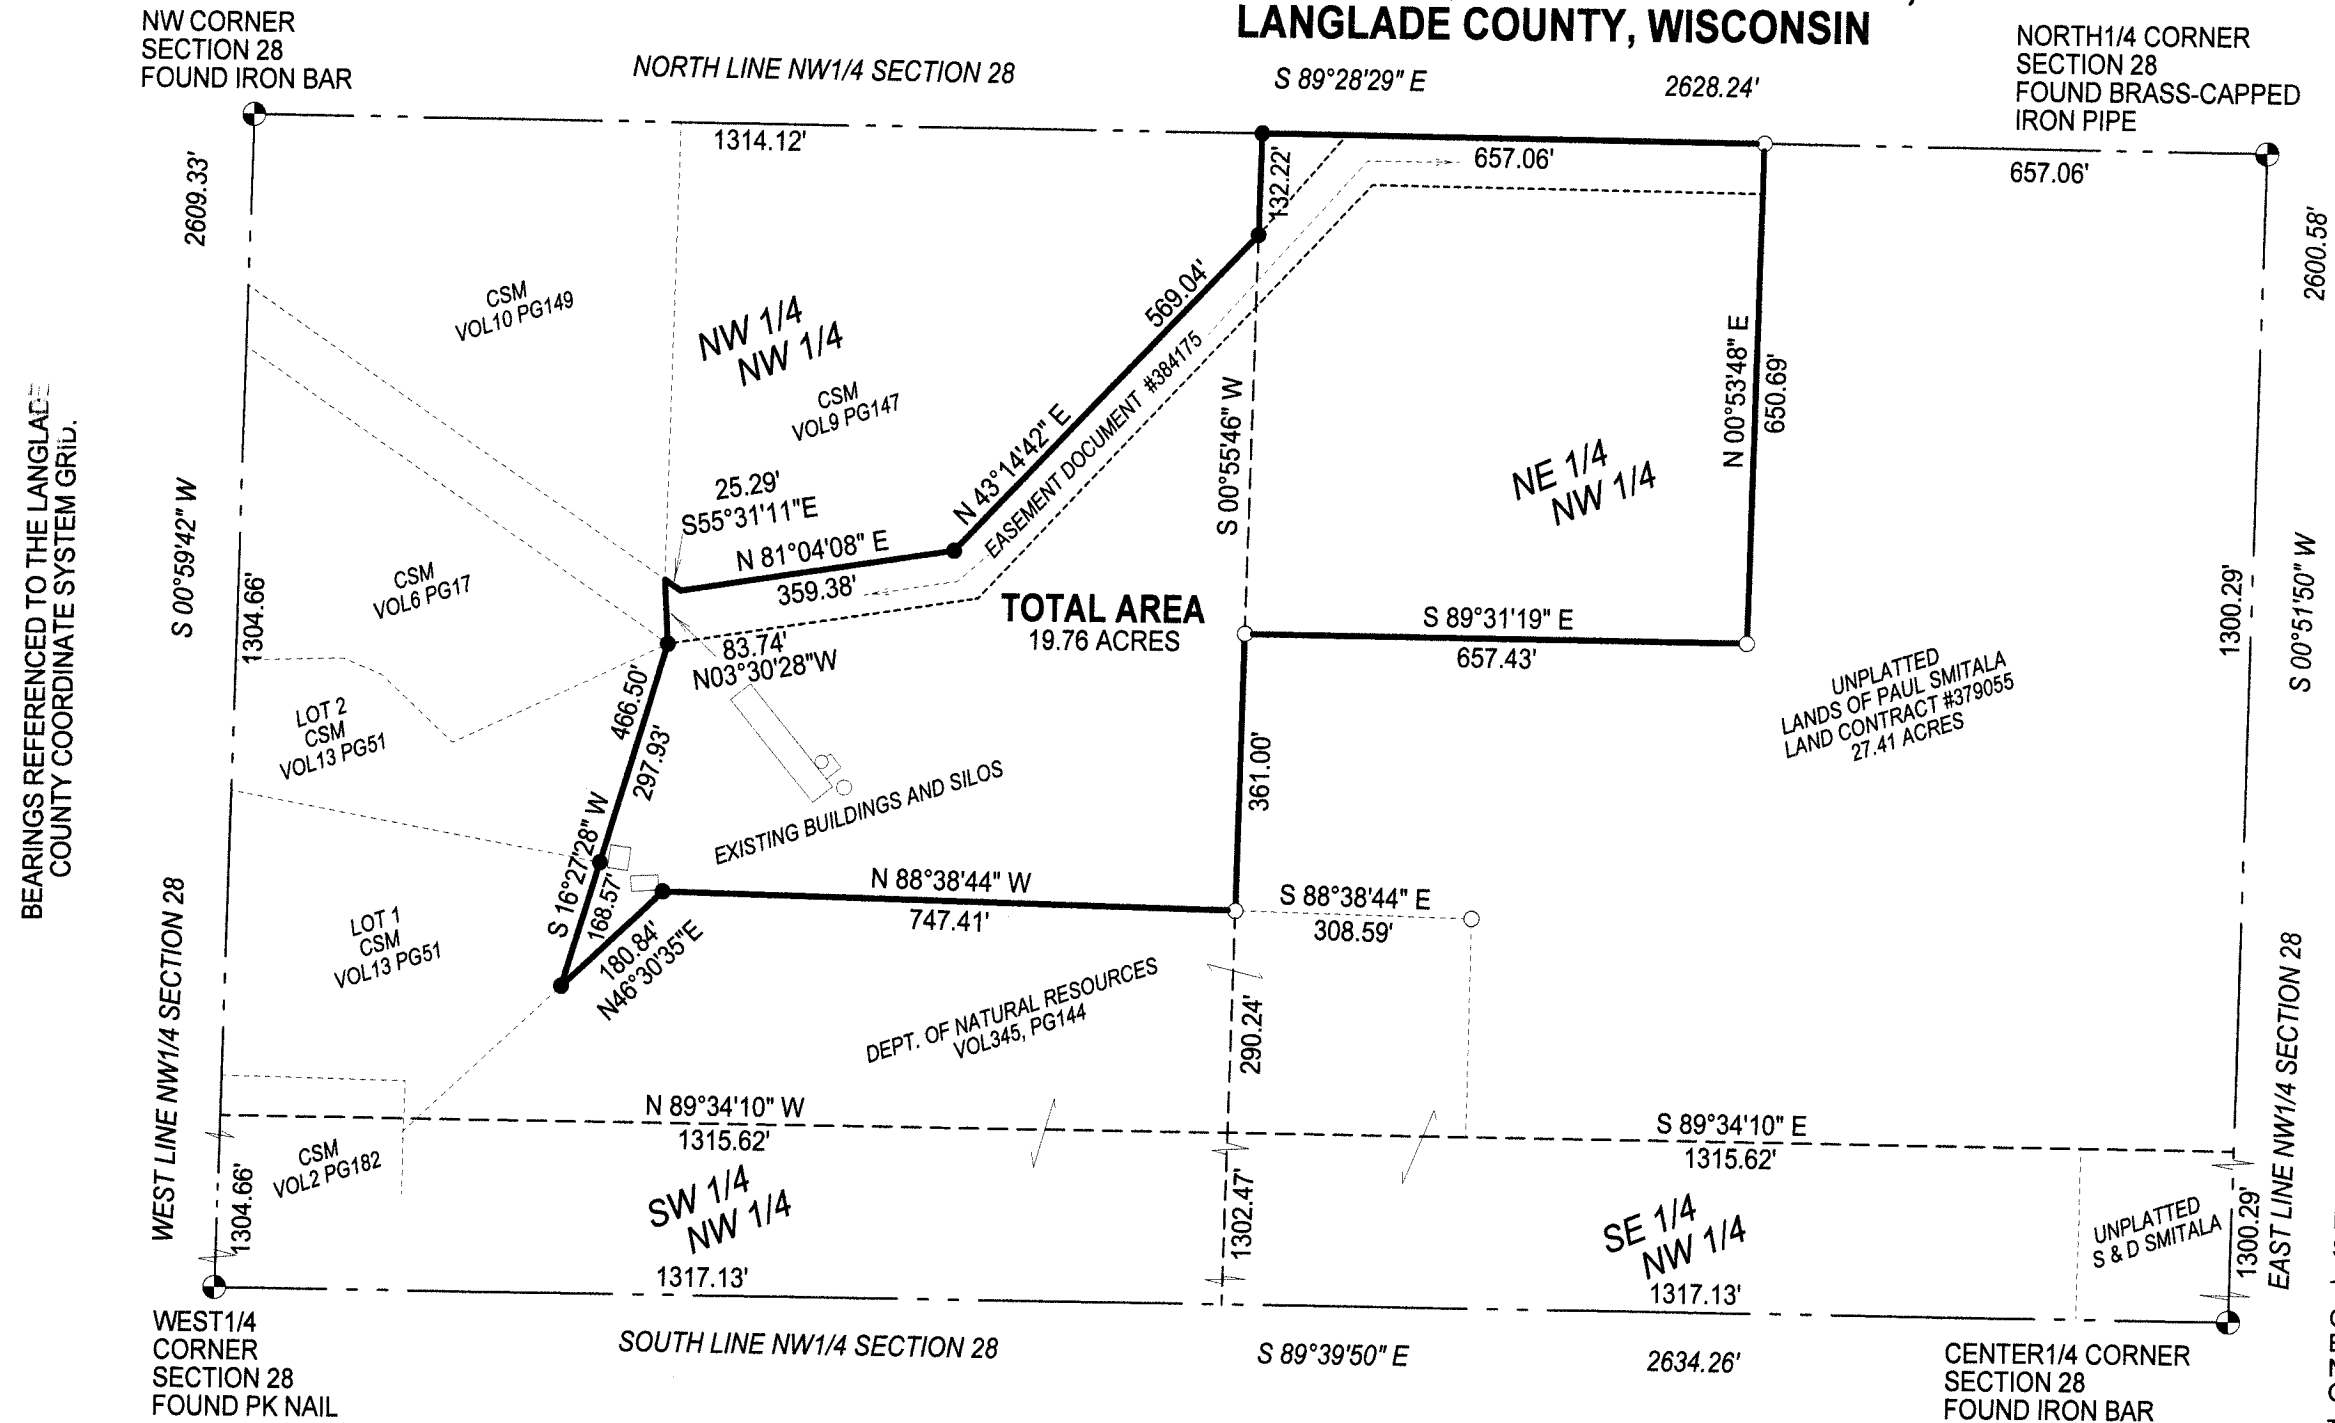 LANGLADE COUNTY, WISCONSIN
NW CORNER
SECTION 28
FOUND IRON BAR
NORTH LINE NW1/4 SECTION 28
S 89°28'29" E
2628.24'
NORTH1/4 CORNER
SECTION 28
FOUND BRASS-CAPPED
IRON PIPE
1314.12'
657.06'
657.06'
2609.33'
132.22'
2600.58'
CSM
VOL10 PG149
NW 1/4
NW 1/4
CSM
VOL9 PG147
569.04'
N 43°14'42" E
EASEMENT DOCUMENT #384175
S 00°55'46" W
N 00°53'48" E
650.69'
NE 1/4
NW 1/4
BEARINGS REFERENCED TO THE LANGLADE
COUNTY COORDINATE SYSTEM GRID.
S 00°59'42" W
1304.66'
25.29'
S55°31'11"E
N 81°04'08" E
359.38'
CSM
VOL6 PG17
TOTAL AREA
19.76 ACRES
S 89°31'19" E
657.43'
1300.29'
S 00°51'50" W
83.74'
N03°30'28"W
466.50'
297.93'
UNPLATTED
LANDS OF PAUL SMITALA
LAND CONTRACT #379055
27.41 ACRES
LOT 2
CSM
VOL13 PG51
361.00'
EXISTING BUILDINGS AND SILOS
S 16°27'28" W
168.57'
N 88°38'44" W
747.41'
S 88°38'44" E
308.59'
LOT 1
CSM
VOL13 PG51
180.84'
N46°30'35"E
DEPT. OF NATURAL RESOURCES
VOL345, PG144
290.24'
WEST LINE NW1/4 SECTION 28
EAST LINE NW1/4 SECTION 28
N 89°34'10" W
1315.62'
S 89°34'10" E
1315.62'
CSM
VOL2 PG182
1304.66'
SW 1/4
NW 1/4
1302.47'
SE 1/4
NW 1/4
UNPLATTED
S & D SMITALA
1300.29'
1317.13'
1317.13'
WEST1/4
CORNER
SECTION 28
FOUND PK NAIL
SOUTH LINE NW1/4 SECTION 28
S 89°39'50" E
2634.26'
CENTER1/4 CORNER
SECTION 28
FOUND IRON BAR